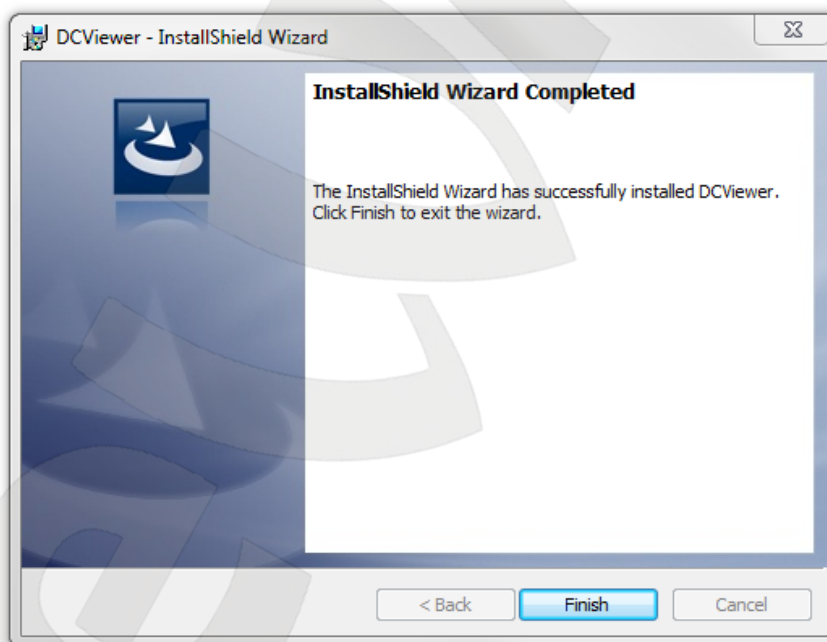 DCViewer - InstallShield Wizard
InstallShield Wizard Completed
The InstallShield Wizard has successfully installed DCViewer.
Click Finish to exit the wizard.
< Back
Finish
Cancel